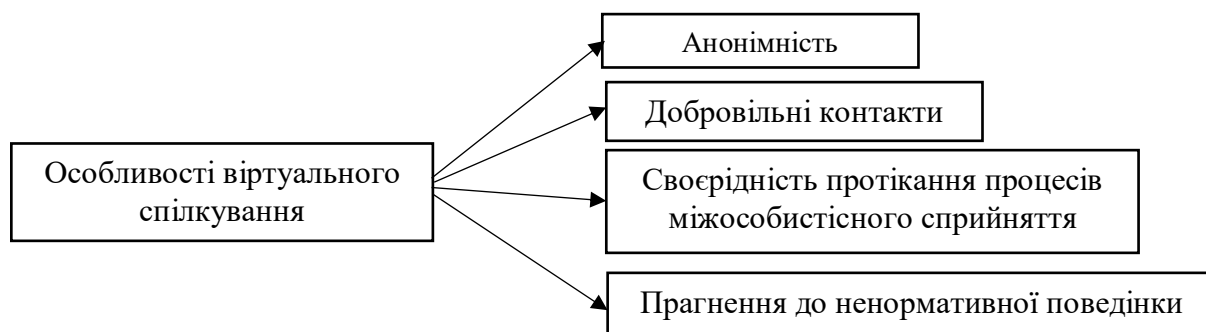 Особливості віртуального
спілкування
Анонімність
Добровільні контакти
Своєрідність протікання процесів
міжособистісного сприйняття
Прагнення до ненормативної поведінки